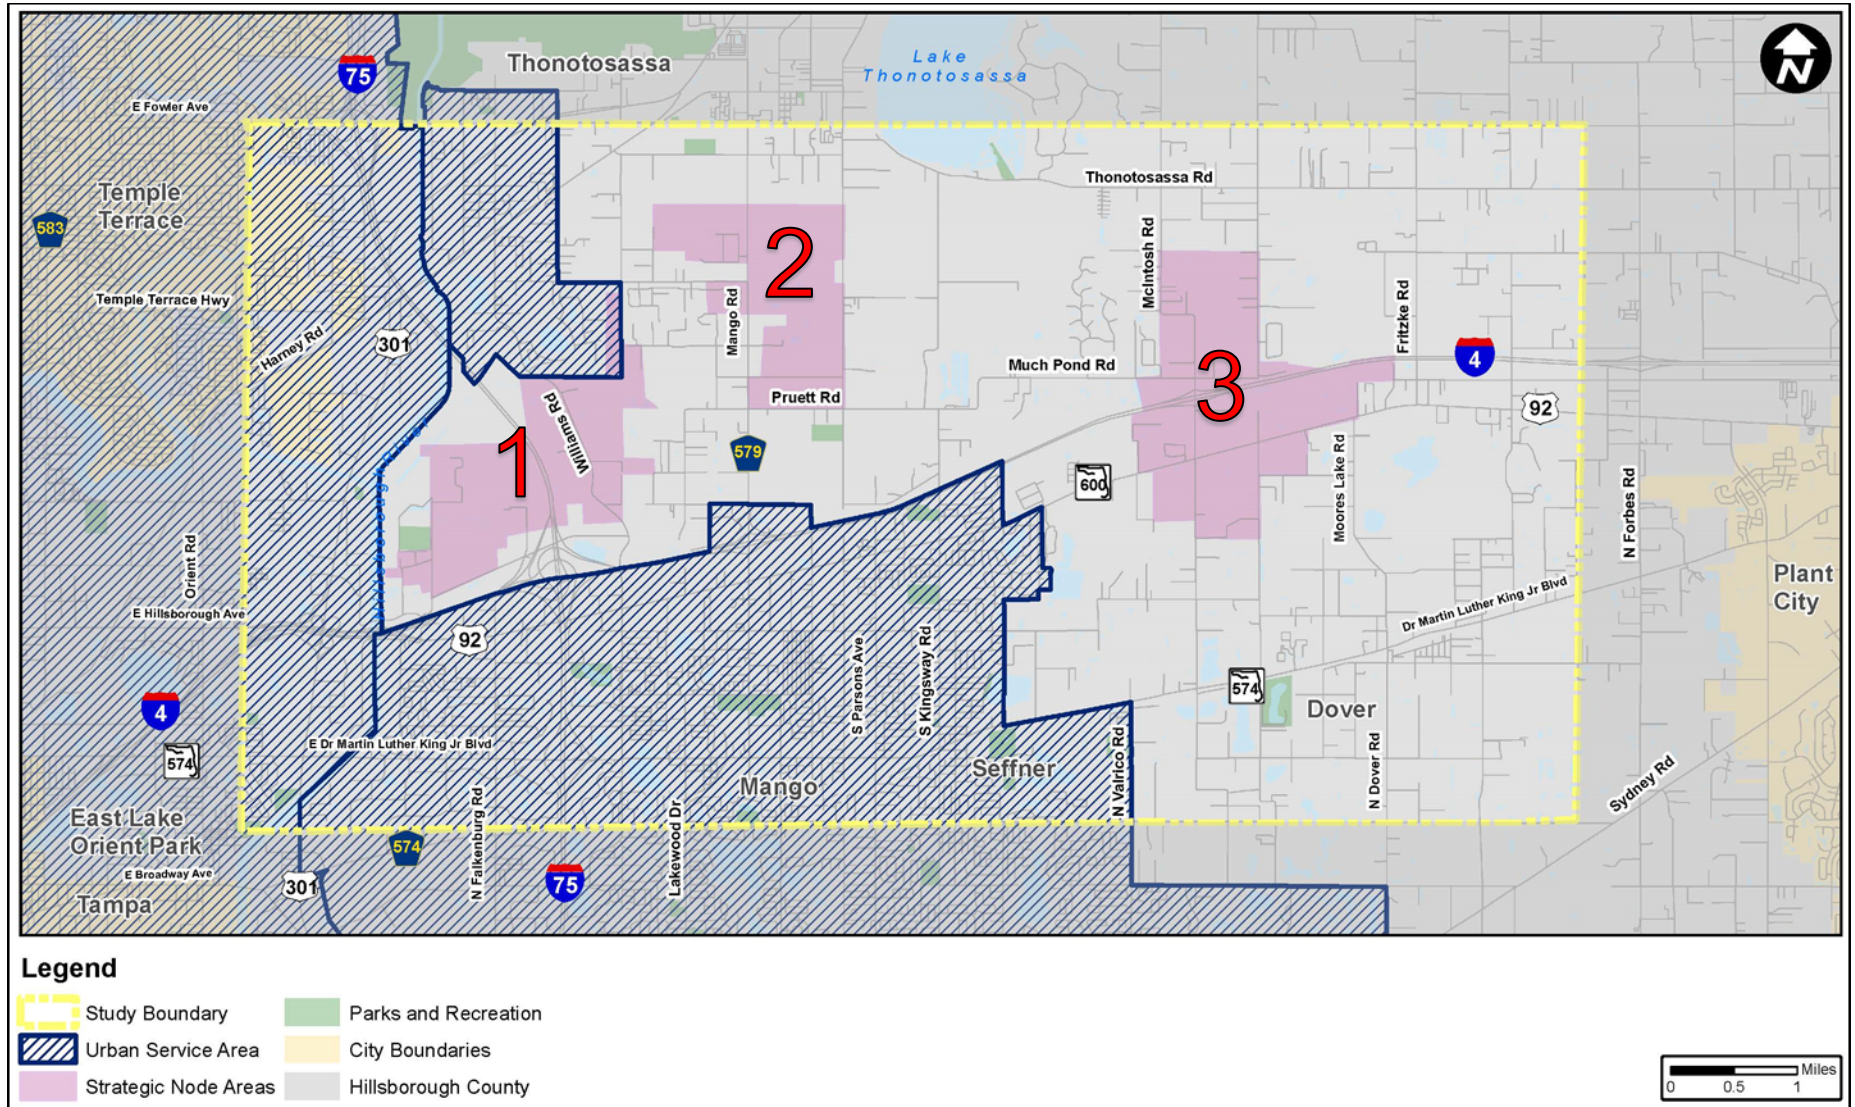 Thonotosassa
Lake
Thonotosassa
N
75
E Fowler Ave
Thonotosassa Rd
Temple
Terrace
583
2
McIntosh Rd
Temple Terrace Hwy
Mango Rd
Fritzke Rd
Harney Rd
301
Much Pond Rd
3
4
Pruett Rd
92
Williams Rd
1
579
600
Moores Lake Rd
N Forbes Rd
Orient Rd
Plant
City
E Hillsborough Ave
92
Dr Martin Luther King Jr Blvd
S Parsons Ave
S Kingsway Rd
4
574
574
Dover
E Dr Martin Luther King Jr Blvd
Seffner
N Valrico Rd
N Dover Rd
Mango
Sydney Rd
East Lake
Orient Park
574
N Falkenburg Rd
Lakewood Dr
E Broadway Ave
301
75
Tampa
Legend
Study Boundary
Parks and Recreation
Urban Service Area
City Boundaries
Strategic Node Areas
Hillsborough County
Miles
0 0.5 1